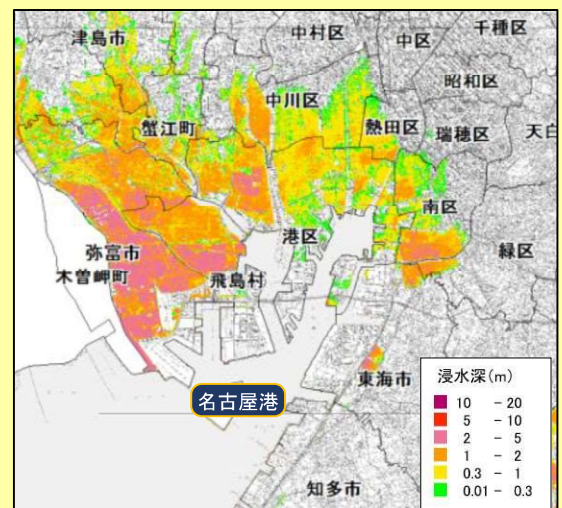 津島市
中村区
中区
千種区
昭和区
中川区
蟹江町
熱田区
瑞穂区
天白
南区
港区
緑区
弥富市
木曽岬町
飛島村
東海市
名古屋港
知多市
浸水深(m)
10 - 20
5 - 10
2 - 5
1 - 2
0.3 - 1
0.01 - 0.3